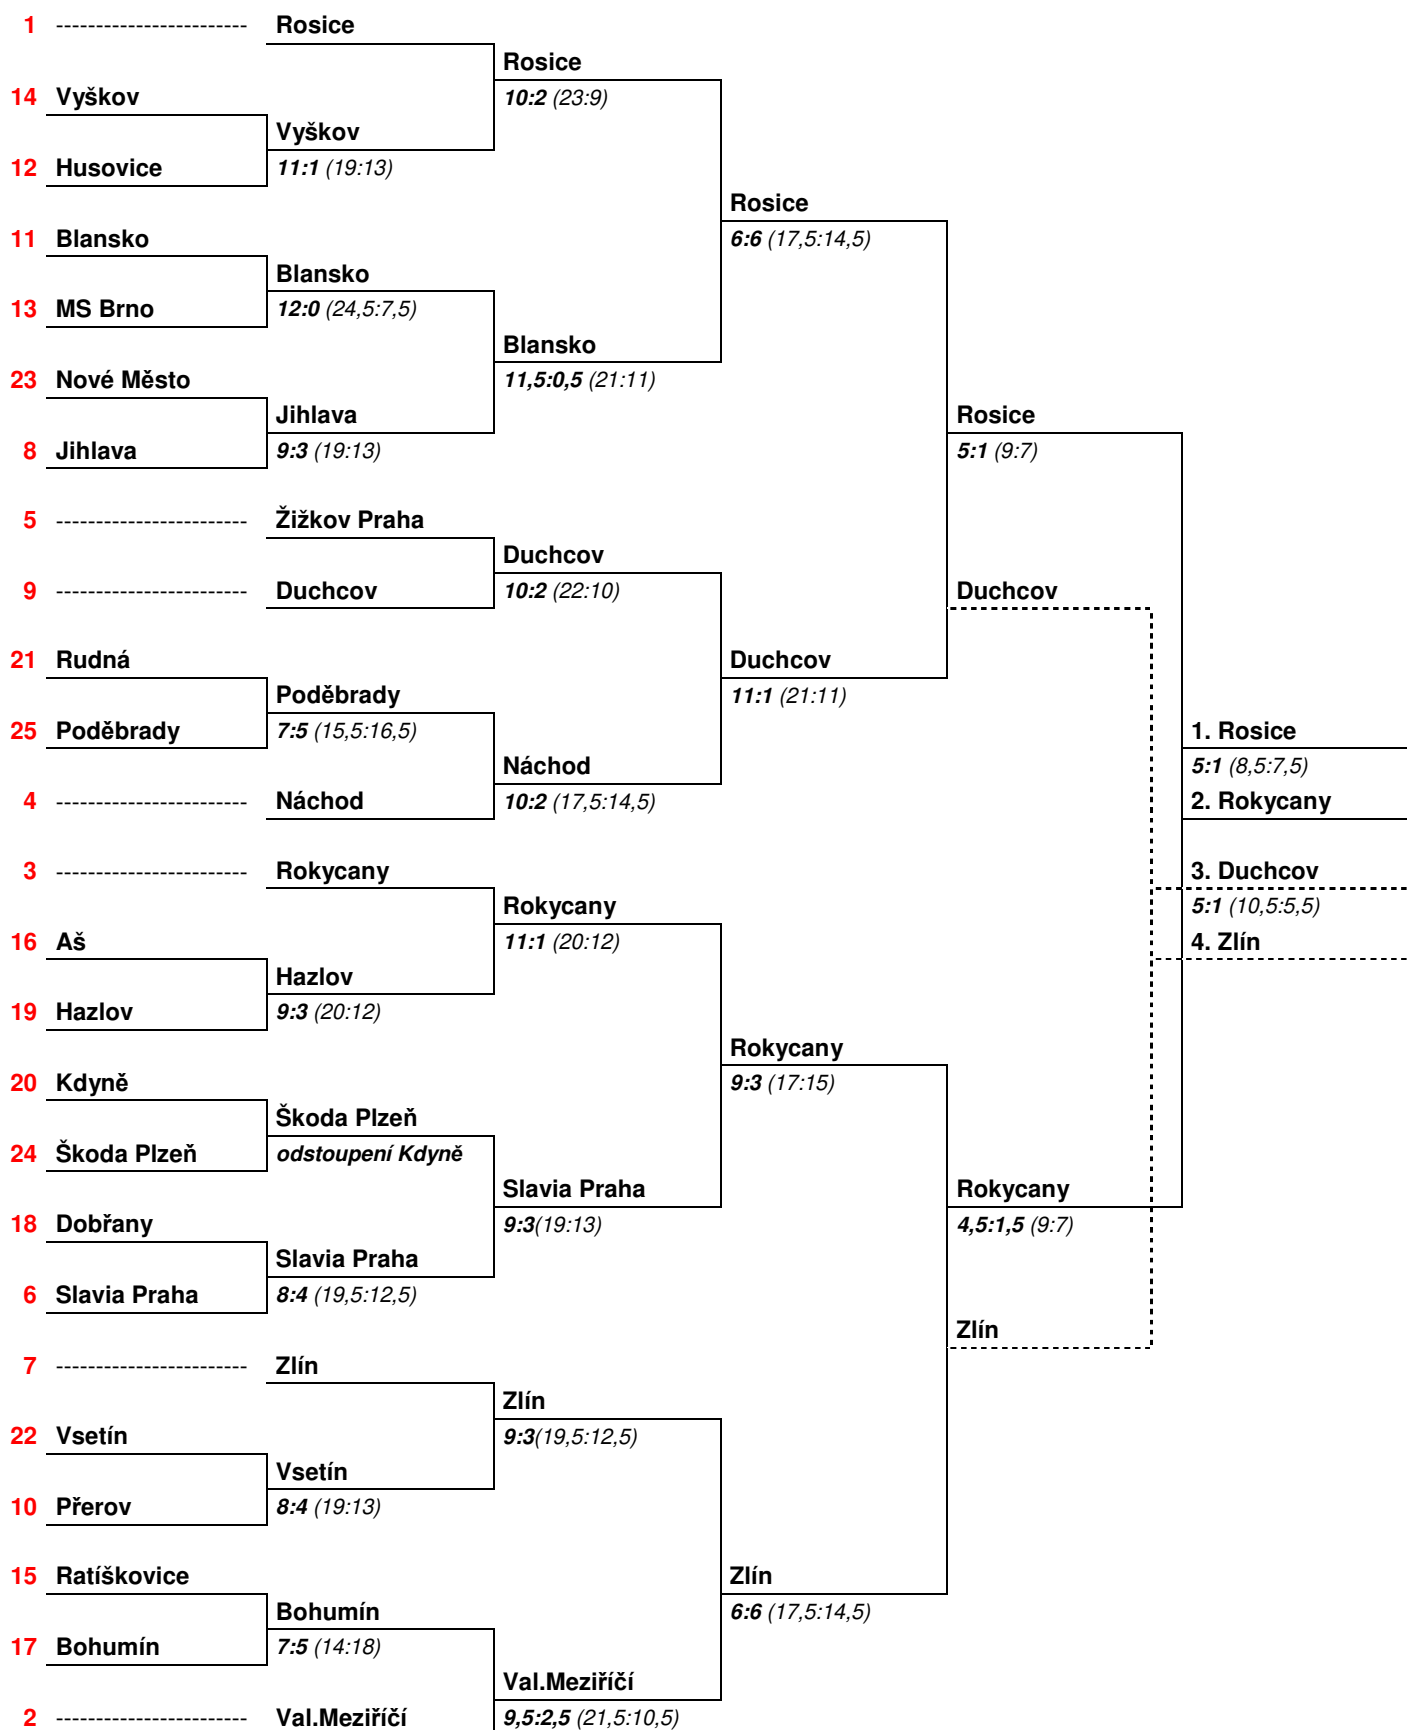 1 ------------------------ Rosice
Rosice
14 Vyškov
10:2 (23:9)
Vyškov
12 Husovice
11:1 (19:13)
Rosice
11 Blansko
6:6 (17,5:14,5)
Blansko
13 MS Brno
12:0 (24,5:7,5)
Blansko
23 Nové Město
11,5:0,5 (21:11)
Jihlava
Rosice
8 Jihlava
9:3 (19:13)
5:1 (9:7)
5 ------------------------ Žižkov Praha
Duchcov
9 ------------------------ Duchcov
10:2 (22:10)
Duchcov
21 Rudná
Duchcov
Poděbrady
11:1 (21:11)
25 Poděbrady
7:5 (15,5:16,5)
1. Rosice
Náchod
5:1 (8,5:7,5)
4 ------------------------ Náchod
10:2 (17,5:14,5)
2. Rokycany
3 ------------------------ Rokycany
3. Duchcov
Rokycany
5:1 (10,5:5,5)
16 Aš
11:1 (20:12)
4. Zlín
Hazlov
19 Hazlov
9:3 (20:12)
Rokycany
20 Kdyně
9:3 (17:15)
Škoda Plzeň
24 Škoda Plzeň
odstoupení Kdyně
Slavia Praha
Rokycany
18 Dobřany
9:3(19:13)
4,5:1,5 (9:7)
Slavia Praha
6 Slavia Praha
8:4 (19,5:12,5)
Zlín
7 ------------------------ Zlín
Zlín
22 Vsetín
9:3(19,5:12,5)
Vsetín
10 Přerov
8:4 (19:13)
15 Ratíškovice
Zlín
Bohumín
6:6 (17,5:14,5)
17 Bohumín
7:5 (14:18)
Val.Meziříčí
2 ------------------------ Val.Meziříčí
9,5:2,5 (21,5:10,5)